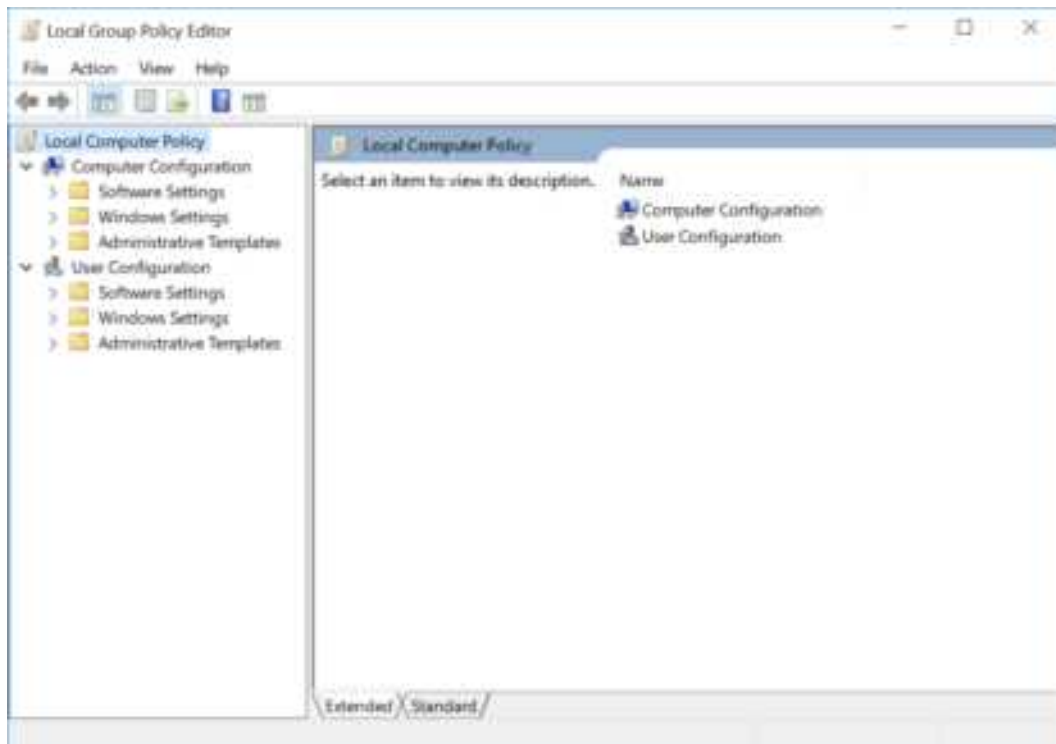 Local Group Policy Editor
File Action View Help
Local Computer Policy
Computer Configuration
Software Settings
Windows Settings
Administrative Templates
User Configuration
Software Settings
Windows Settings
Administrative Templates
Local Computer Policy
Select an item to view its description.
Name
Computer Configuration
User Configuration
Extended Standard